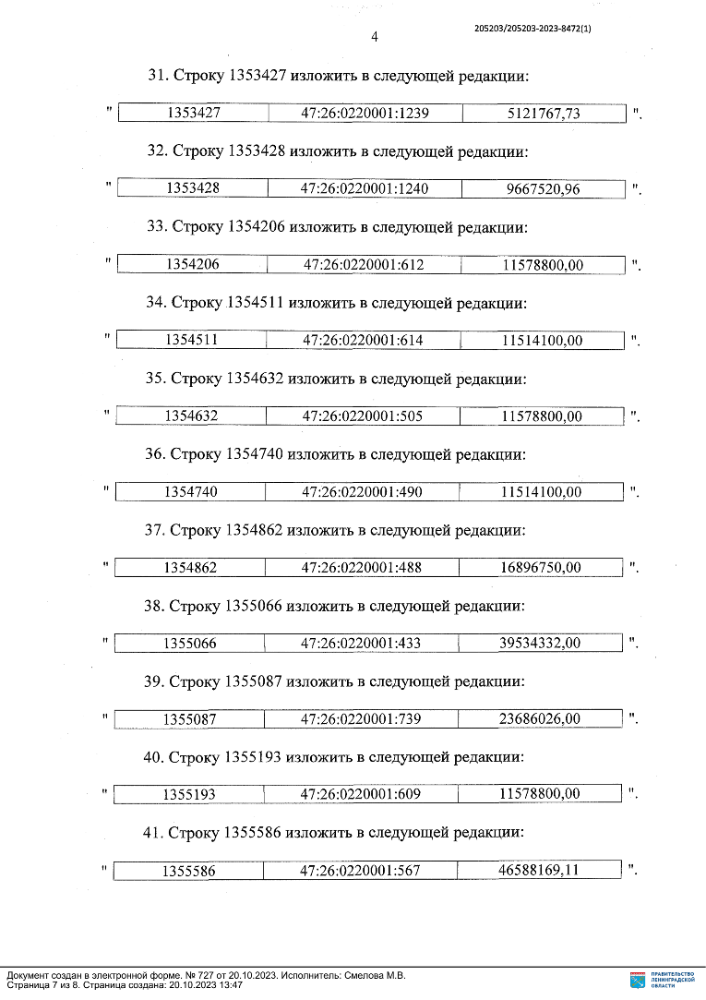 205203/205203-2023-8472(1)
4
31. Строку 1353427 изложить в следующей редакции:
" 1353427 47:26:0220001:1239 5121767,73 ".
32. Строку 1353428 изложить в следующей редакции:
" 1353428 47:26:0220001:1240 9667520,96 ".
33. Строку 1354206 изложить в следующей редакции:
" 1354206 47:26:0220001:612 11578800,00 ".
34. Строку 1354511 изложить в следующей редакции:
" 1354511 47:26:0220001:614 11514100,00 ".
35. Строку 1354632 изложить в следующей редакции:
" 1354632 47:26:0220001:505 11578800,00 ".
36. Строку 1354740 изложить в следующей редакции:
" 1354740 47:26:0220001:490 11514100,00 ".
37. Строку 1354862 изложить в следующей редакции:
" 1354862 47:26:0220001:488 16896750,00 ".
38. Строку 1355066 изложить в следующей редакции:
" 1355066 47:26:0220001:433 39534332,00 ".
39. Строку 1355087 изложить в следующей редакции:
" 1355087 47:26:0220001:739 23686026,00 ".
40. Строку 1355193 изложить в следующей редакции:
" 1355193 47:26:0220001:609 11578800,00 ".
41. Строку 1355586 изложить в следующей редакции:
" 1355586 47:26:0220001:567 46588169,11 ".
Документ создан в электронной форме. № 727 от 20.10.2023. Исполнитель: Смелова М.В.
Страница 7 из 8. Страница создана: 20.10.2023 13:47
ПРАВИТЕЛЬСТВО
ЛЕНИНГРАДСКОЙ
ОБЛАСТИ